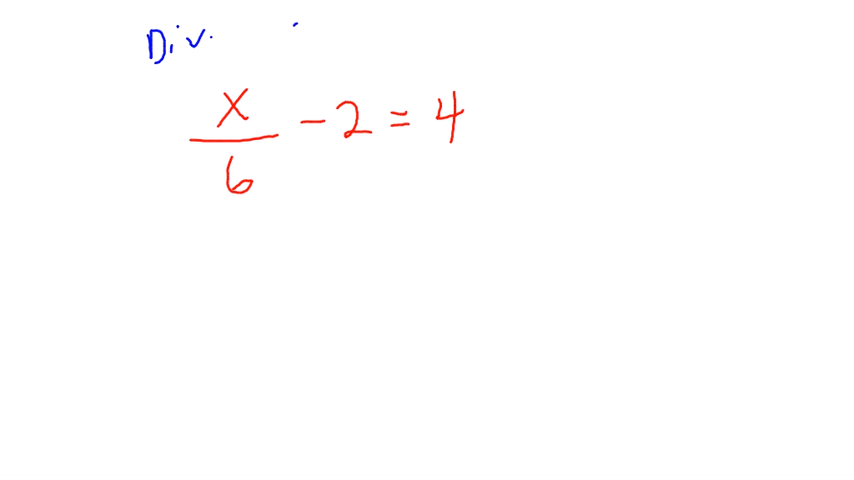 Div.
x/6 - 2 = 4